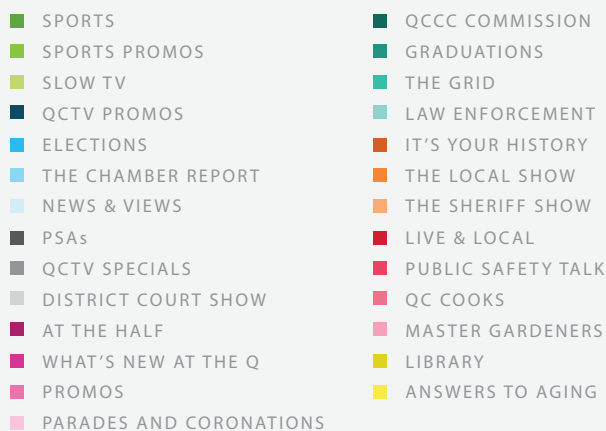 SPORTS
SPORTS PROMOS
SLOW TV
QCTV PROMOS
ELECTIONS
THE CHAMBER REPORT
NEWS & VIEWS
PSAs
QCTV SPECIALS
DISTRICT COURT SHOW
AT THE HALF
WHAT'S NEW AT THE Q
PROMOS
PARADES AND CORONATIONS
QCCC COMMISSION
GRADUATIONS
THE GRID
LAW ENFORCEMENT
IT'S YOUR HISTORY
THE LOCAL SHOW
THE SHERIFF SHOW
LIVE & LOCAL
PUBLIC SAFETY TALK
QC COOKS
MASTER GARDENERS
LIBRARY
ANSWERS TO AGING